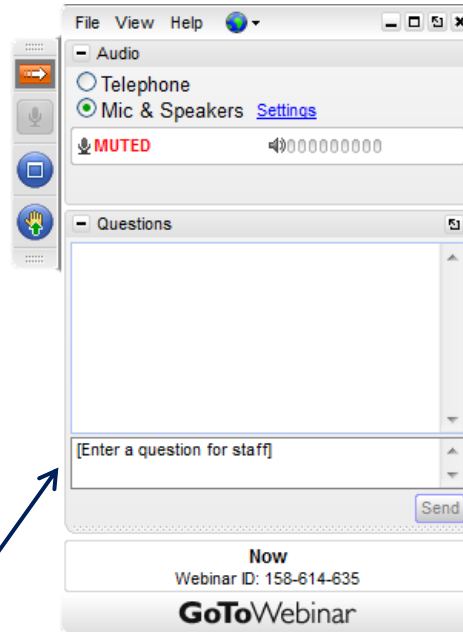 File View Help
Audio
Telephone
Mic & Speakers Settings
MUTED
Questions
[Enter a question for staff]
Send
Now
Webinar ID: 158-614-635
GoToWebinar